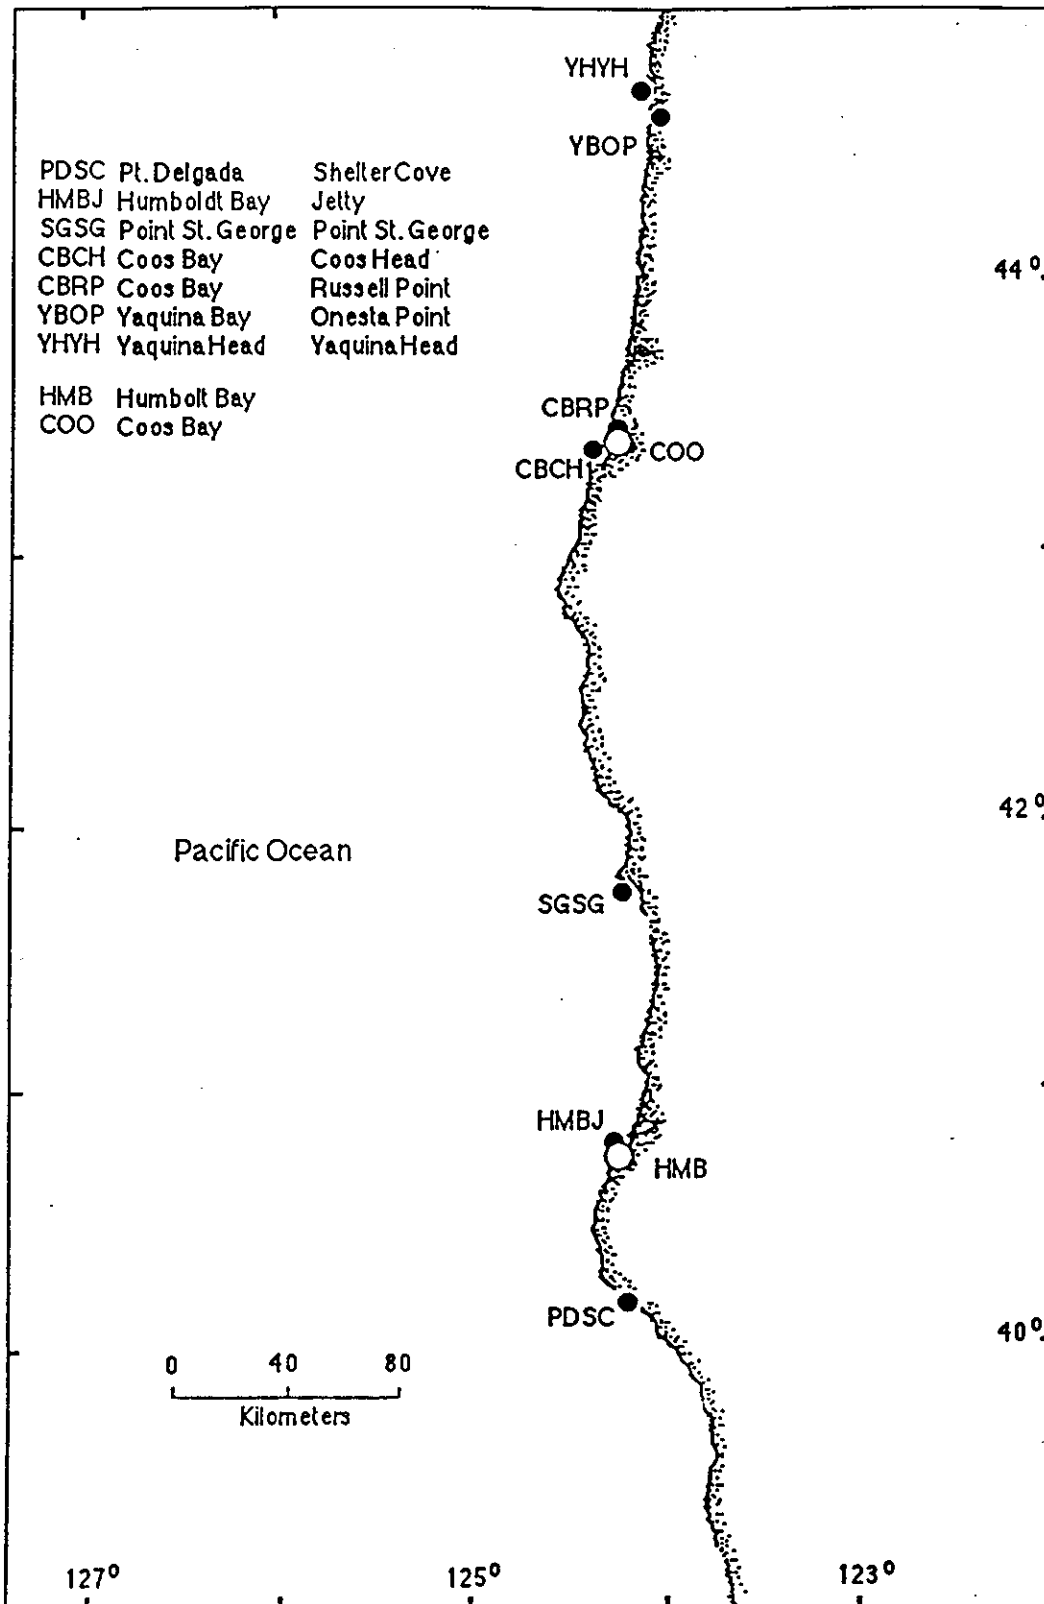 YHYH
YBOP
PDSC Pt. Delgada Shelter Cove
HMBJ Humboldt Bay Jetty
SGSG Point St. George Point St. George
CBCH Coos Bay Coos Head
CBRP Coos Bay Russell Point
YBOP Yaquina Bay Onesta Point
YHYH Yaquina Head Yaquina Head
HMB Humbolt Bay
COO Coos Bay
44°
CBRP
COO
CBCH
42°
Pacific Ocean
SGSG
HMBJ
HMB
PDSC
40°
0 40 80
Kilometers
127° 125° 123°